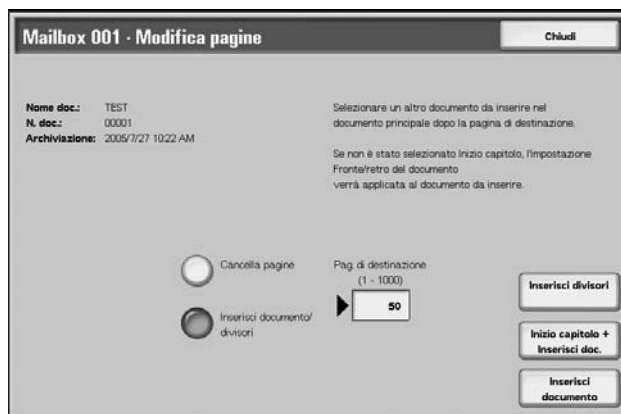 Mailbox 001 - Modifica pagine
Chiudi
Nome doc.: TEST
N. doc.: 00001
Archiviazione: 2005/7/27 10:22 AM
Selezionare un altro documento da inserire nel
documento principale dopo la pagina di destinazione.
Se non è stato selezionato Inizio capitolo, l'impostazione
Fronte/retro del documento
verrà applicata al documento da inserire.
Cancella pagine
Pag. di destinazione
(1 - 1000)
50
Inserisci documento/
divisori
Inserisci divisori
Inizio capitolo +
Inserisci doc.
Inserisci
documento